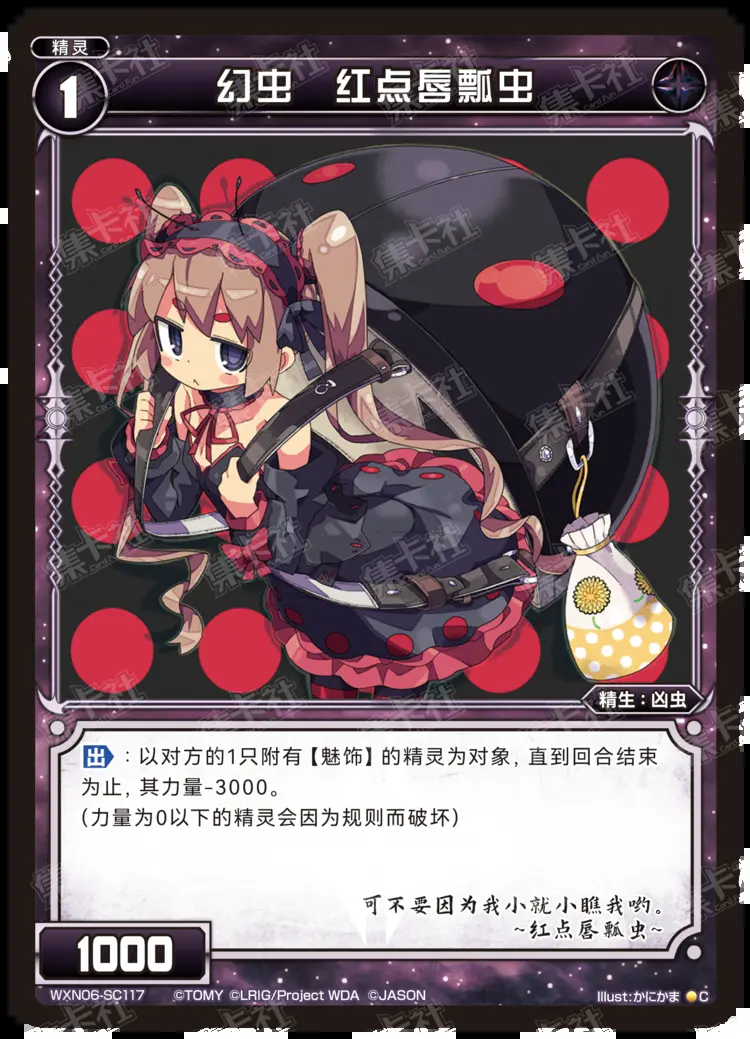 精灵
1
幻虫 红点唇瓢虫
精生：凶虫
出：以对方的1只附有【魅饰】的精灵为对象，直到回合结束
为止，其力量-3000。
(力量为0以下的精灵会因为规则而破坏)
可不要因为我小就小瞧我哟。
~红点唇瓢虫~
1000
WXN06-SC117 ©TOMY ©LRIG/Project WDA ©JASON
Illust:かにかま C
集卡社